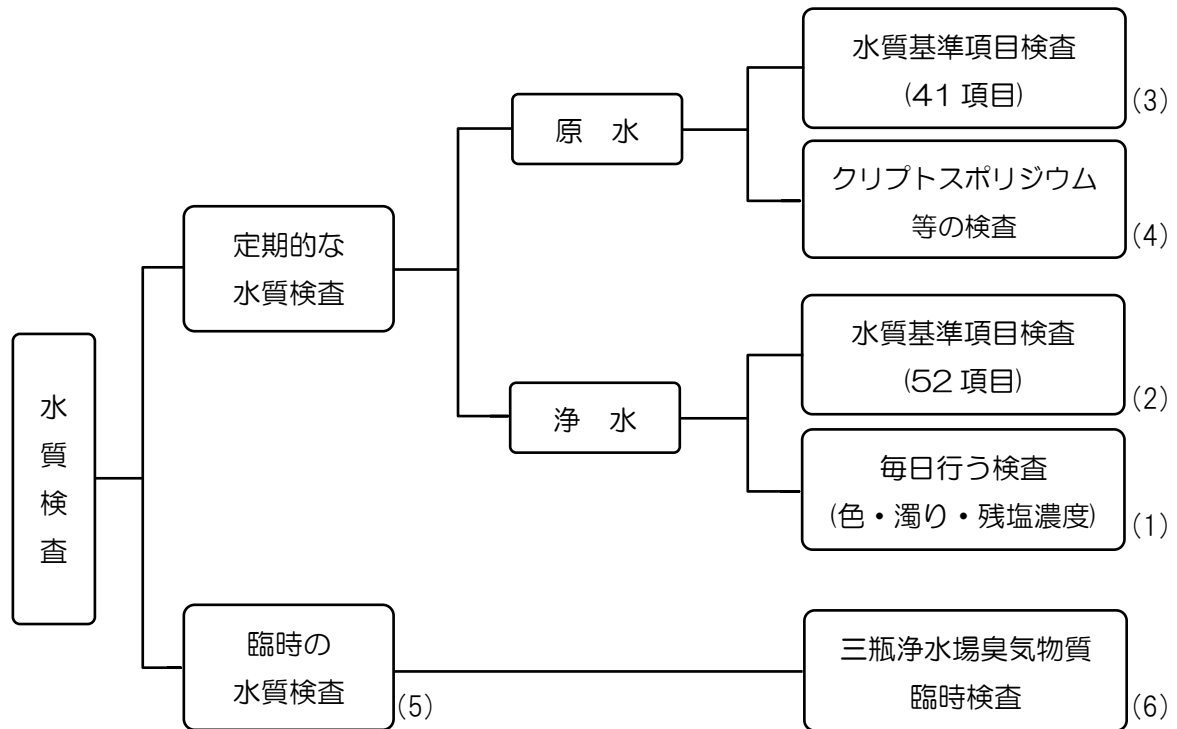 水質検査
定期的な
水質検査
原 水
水質基準項目検査
(41 項目)
(3)
クリプトスポリジウム
等の検査
(4)
浄 水
水質基準項目検査
(52 項目)
(2)
毎日行う検査
(色・濁り・残塩濃度)
(1)
臨時の
水質検査
(5)
三瓶浄水場臭気物質
臨時検査
(6)